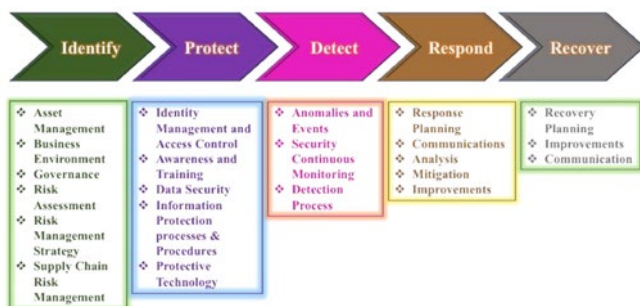 Identify
Protect
Detect
Respond
Recover
❖ Asset
Management
❖ Business
Environment
❖ Governance
❖ Risk
Assessment
❖ Risk
Management
Strategy
❖ Supply Chain
Risk
Management
❖ Identity
Management and
Access Control
❖ Awareness and
Training
❖ Data Security
❖ Information
Protection
processes &
Procedures
❖ Protective
Technology
❖ Anomalies and
Events
❖ Security
Continuous
Monitoring
❖ Detection
Process
❖ Response
Planning
❖ Communications
❖ Analysis
❖ Mitigation
❖ Improvements
❖ Recovery
Planning
❖ Improvements
❖ Communication